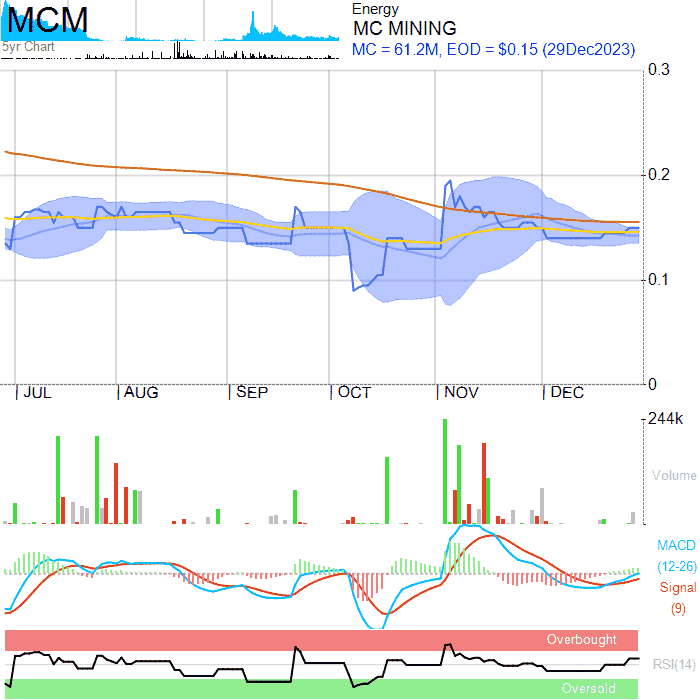 MCM
5yr Chart
Energy
MC MINING
MC = 61.2M, EOD = $0.15 (29Dec2023)
0.3
0.2
0.1
0
JUL AUG SEP OCT NOV DEC
244k
Volume
MACD
(12-26)
Signal
(9)
Overbought
RSI(14)
Oversold